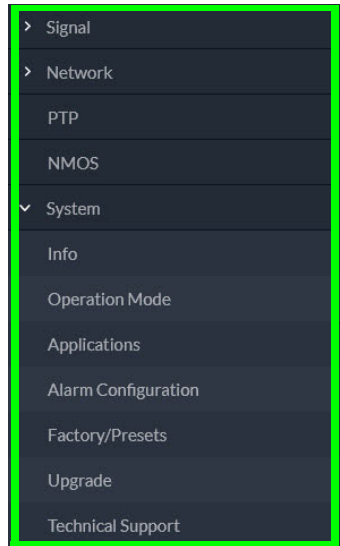 Signal
Network
PTP
NMOS
System
Info
Operation Mode
Applications
Alarm Configuration
Factory/Presets
Upgrade
Technical Support